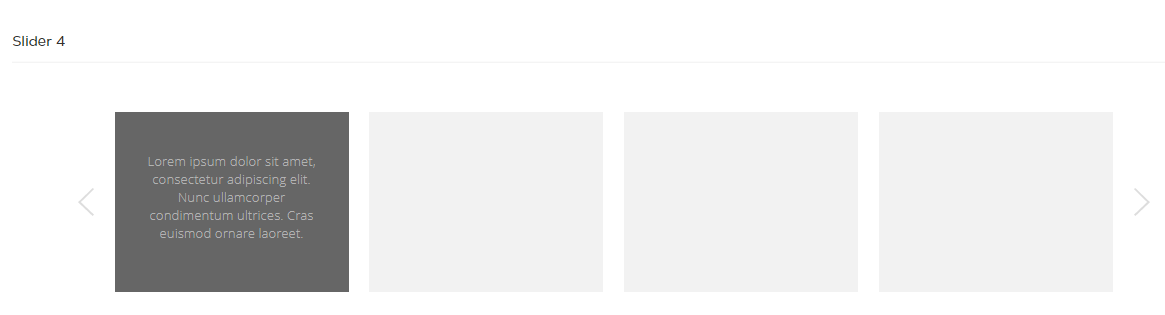 Slider 4
Lorem ipsum dolor sit amet,
consectetur adipiscing elit.
Nunc ullamcorper
condimentum ultrices. Cras
euismod ornare laoreet.